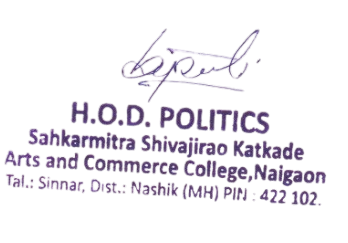 H.O.D. POLITICS
Sahkarmitra Shivajirao Katkade
Arts and Commerce College,Naigaon
Tal.: Sinnar, Dist.: Nashik (MH) PIN : 422 102.